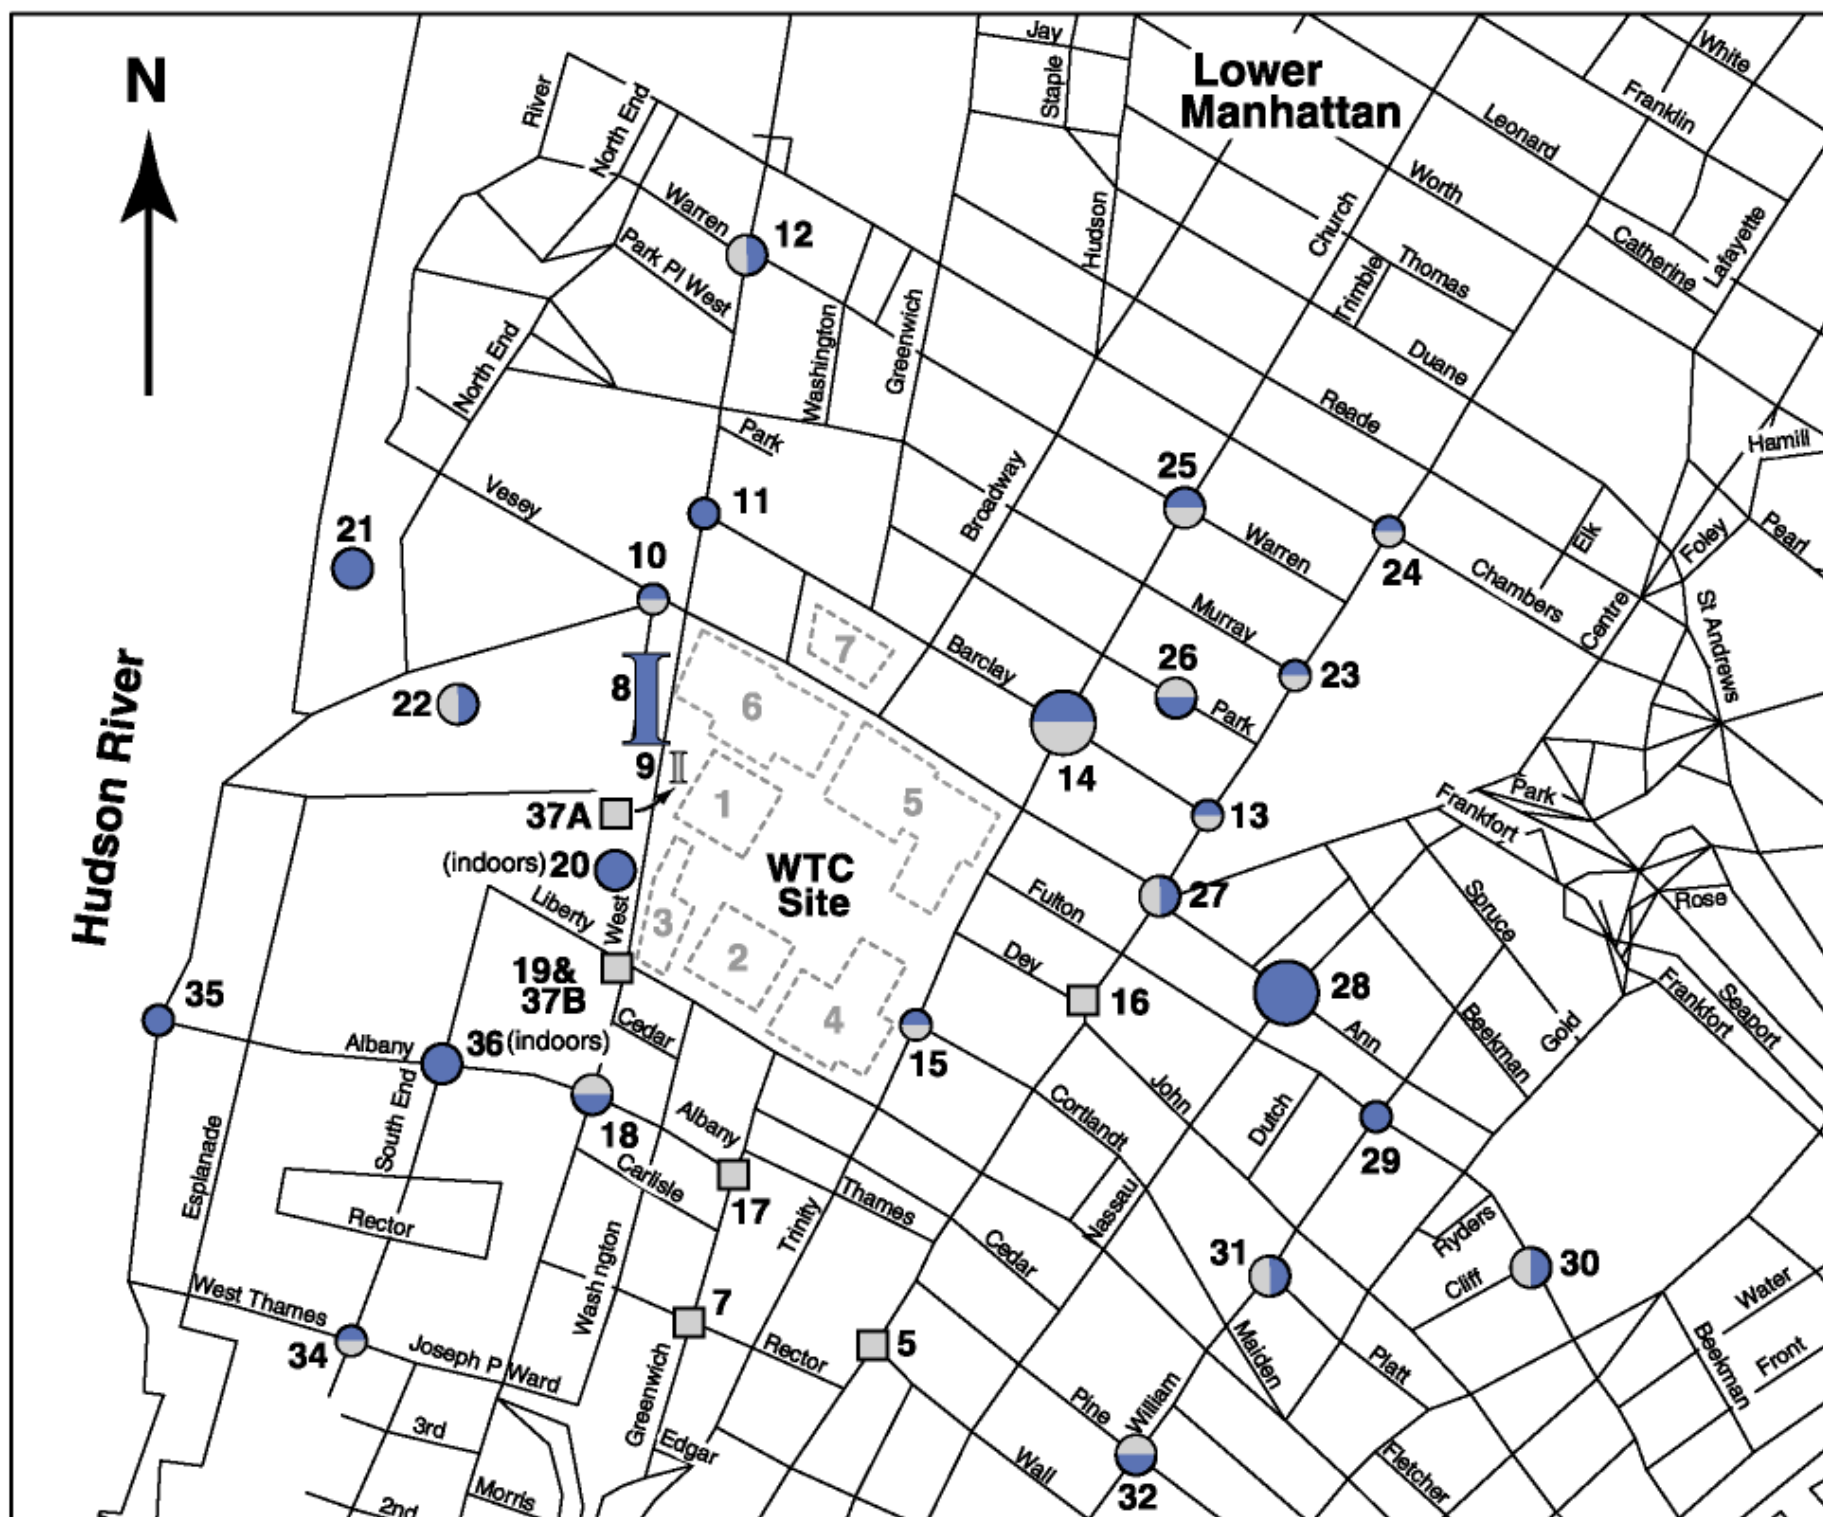 N
Lower
Manhattan
Hudson River
WTC
Site
River
North End
Jay
Staple
White
Franklin
Leonard
Worth
Church
Hudson
Warren
12
Park Pl West
Thomas
Trimble
Catherine
Lafayette
Washington
Greenwich
North End
Duane
Reade
Park
Hamill
Vesey
11
Broadway
25
Warren
Elk
Foley
Pearl
21
10
24
Chambers
Centre
St Andrews
Murray
7
Barclay
26
23
8
22
6
Park
9
14
1
5
37A
13
Park
Frankfort
(indoors) 20
27
Fulton
Spruce
Rose
Liberty
West
3
2
Dey
19&
37B
28
16
Frankfort
Seaport
35
4
Cedar
Albany
36 (indoors)
15
Ann
Beekman
Gold
South End
Cortlandt
John
Dutch
18
Albany
29
Esplanade
Carlisle
17
Thames
Nassau
Rector
Trinity
Cedar
Ryders
31
30
Cliff
Water
West Thames
Washington
7
34
Joseph P Ward
Rector
5
Maiden
Platt
Front
Beekman
Greenwich
Pine
William
3rd
Edgar
Wall
Fletcher
Morris
32
2nd